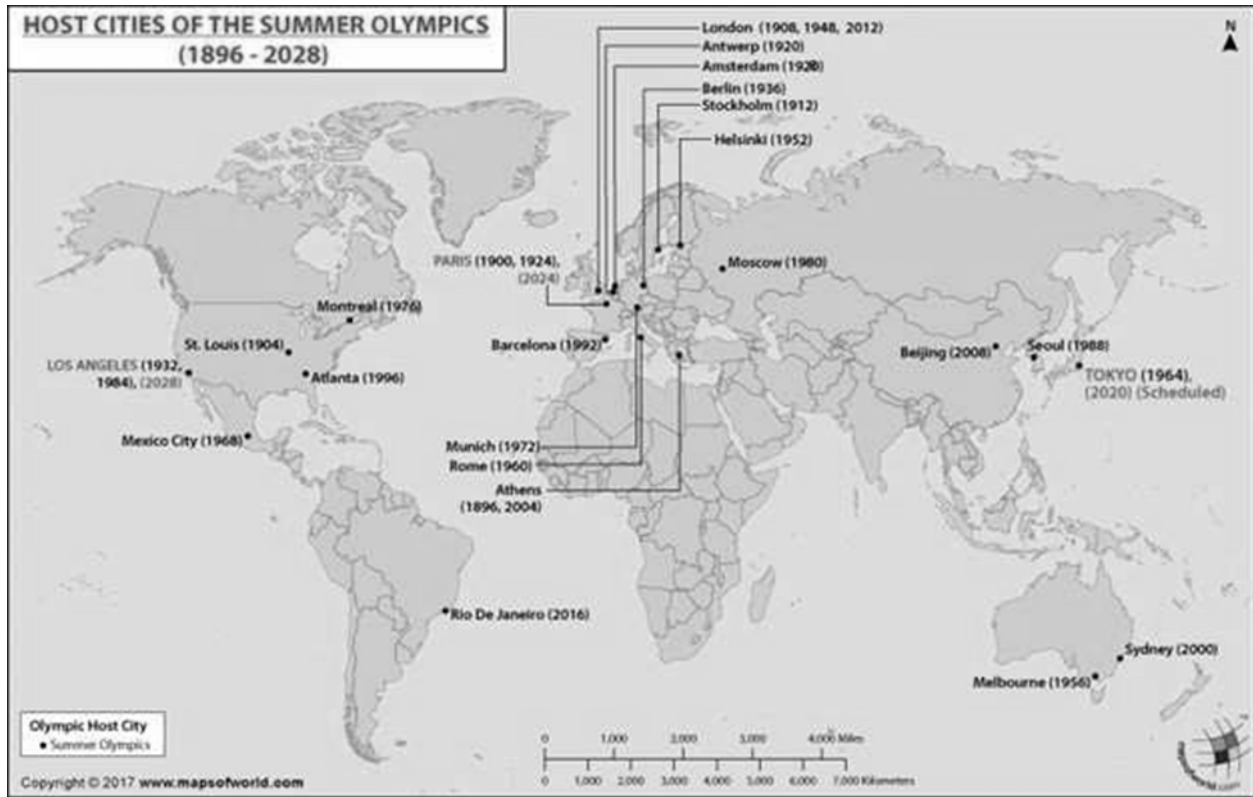 HOST CITIES OF THE SUMMER OLYMPICS
(1896 - 2028)
N
London (1908, 1948, 2012)
Antwerp (1920)
Amsterdam (1928)
Berlin (1936)
Stockholm (1912)
Helsinki (1952)
PARIS (1900, 1924),
(2024)
Moscow (1980)
Montreal (1976)
St. Louis (1904)
LOS ANGELES (1932,
1984), (2028)
Atlanta (1996)
Barcelona (1992)
Beijing (2008)
Seoul (1988)
TOKYO (1964),
(2020) (Scheduled)
Mexico City (1968)
Munich (1972)
Rome (1960)
Athens
(1896, 2004)
Rio De Janeiro (2016)
Sydney (2000)
Melbourne (1956)
Olympic Host City
Summer Olympics
0 1,000 2,000 3,000 4,000 Miles
0 1,000 2,000 3,000 4,000 5,000 6,000 7,000 Kilometers
Copyright © 2017 www.mapsofworld.com
mapsofworld.com